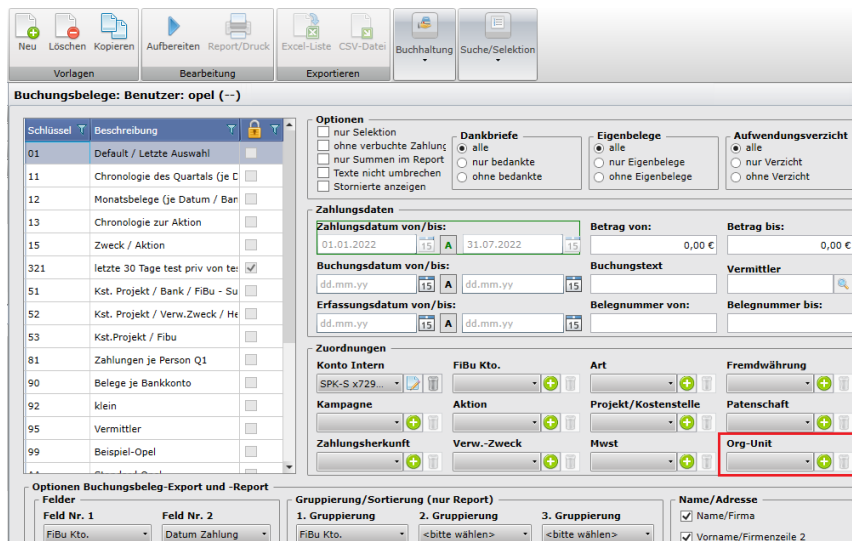 Neu Löschen Kopieren Aufbereiten Report/Druck Excel-Liste CSV-Datei Buchhaltung Suche/Selektion
Vorlagen Bearbeitung Exportieren
Buchungsbelege: Benutzer: opel (--)
Schlüssel Beschreibung
01 Default / Letzte Auswahl
11 Chronologie des Quartals (je D
12 Monatsbelege (je Datum / Ban
13 Chronologie zur Aktion
15 Zweck / Aktion
321 letzte 30 Tage test priv von te
51 Kst. Projekt / Bank / FiBu - Su
52 Kst. Projekt / Verw.Zweck / He
53 Kst.Projekt / Fibu
81 Zahlungen je Person Q1
90 Belege je Bankkonto
92 klein
95 Vermittler
99 Beispiel-Opel
Optionen
nur Selektion
ohne verbuchte Zahlung
nur Summen im Report
Texte nicht umbrechen
Stornierte anzeigen
Dankbriefe
alle
nur bedankte
ohne bedankte
Eigenbelege
alle
nur Eigenbelege
ohne Eigenbelege
Aufwendungsverzicht
alle
nur Verzicht
ohne Verzicht
Zahlungsdaten
Zahlungsdatum von/bis: Betrag von: Betrag bis:
01.01.2022 15 A 31.07.2022 15 0,00 € 0,00 €
Buchungsdatum von/bis: Buchungstext Vermittler
dd.mm.yy 15 A dd.mm.yy 15
Erfassungsdatum von/bis: Belegnummer von: Belegnummer bis:
dd.mm.yy 15 A dd.mm.yy 15
Zuordnungen
Konto Intern FiBu Kto. Art Fremdwährung
SPK-S x729...
Kampagne Aktion Projekt/Kostenstelle Patenschaft
Zahlungsherkunft Verw.-Zweck Mwst Org-Unit
Optionen Buchungsbeleg-Export und -Report
Felder
Feld Nr. 1 Feld Nr. 2
FiBu Kto. Datum Zahlung
Gruppierung/Sortierung (nur Report)
1. Gruppierung 2. Gruppierung 3. Gruppierung
FiBu Kto. <bitte wählen> <bitte wählen>
Name/Adresse
Name/Firma
Vorname/Firmenzeile 2